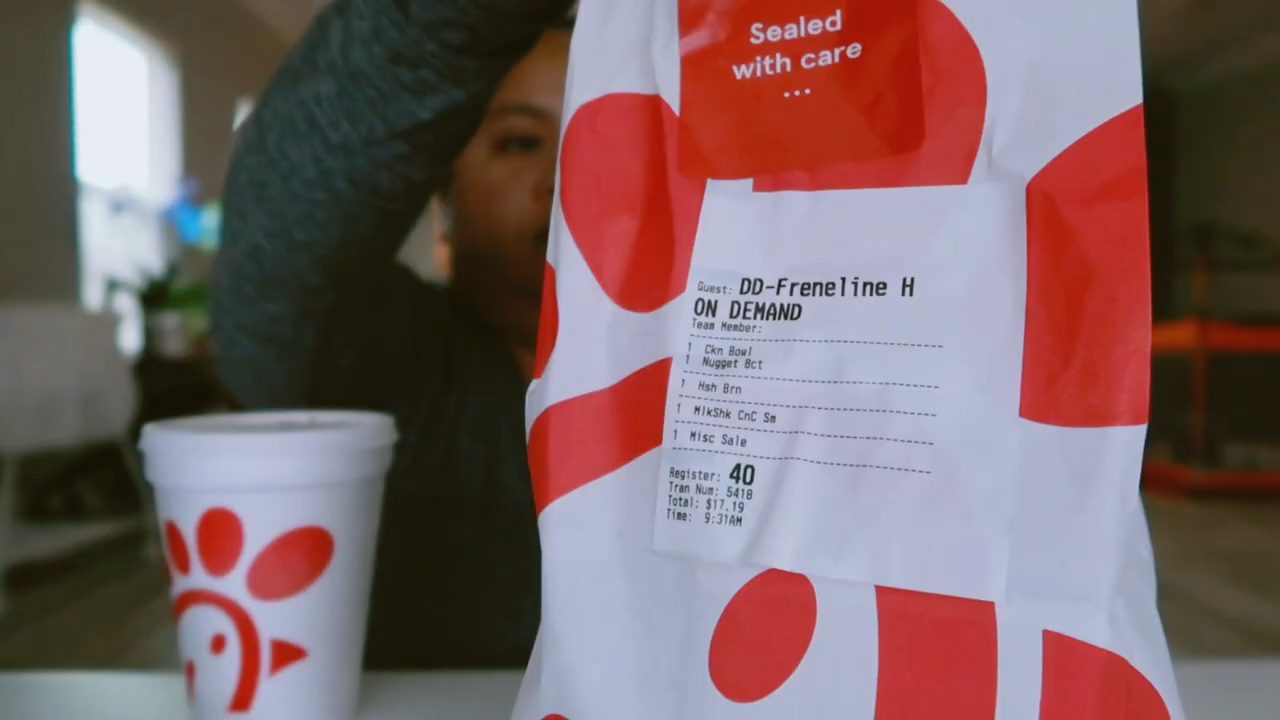 Sealed
with care
...
Guest: DD-Freneline H
ON DEMAND
Team Member:
1 Ckn Bowl
1 Nugget 8ct
1 Hsh Brn
1 MlkShk CnC Sm
1 Misc Sale
Register: 40
Tran Num: 5418
Total: $17.19
Time: 9:31AM